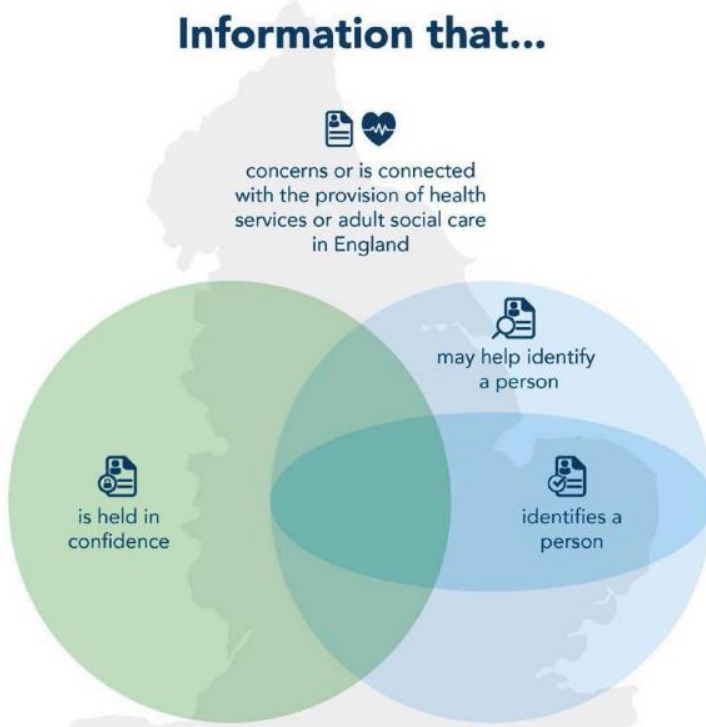 Information that...
concerns or is connected
with the provision of health
services or adult social care
in England
may help identify
a person
is held in
confidence
identifies a
person